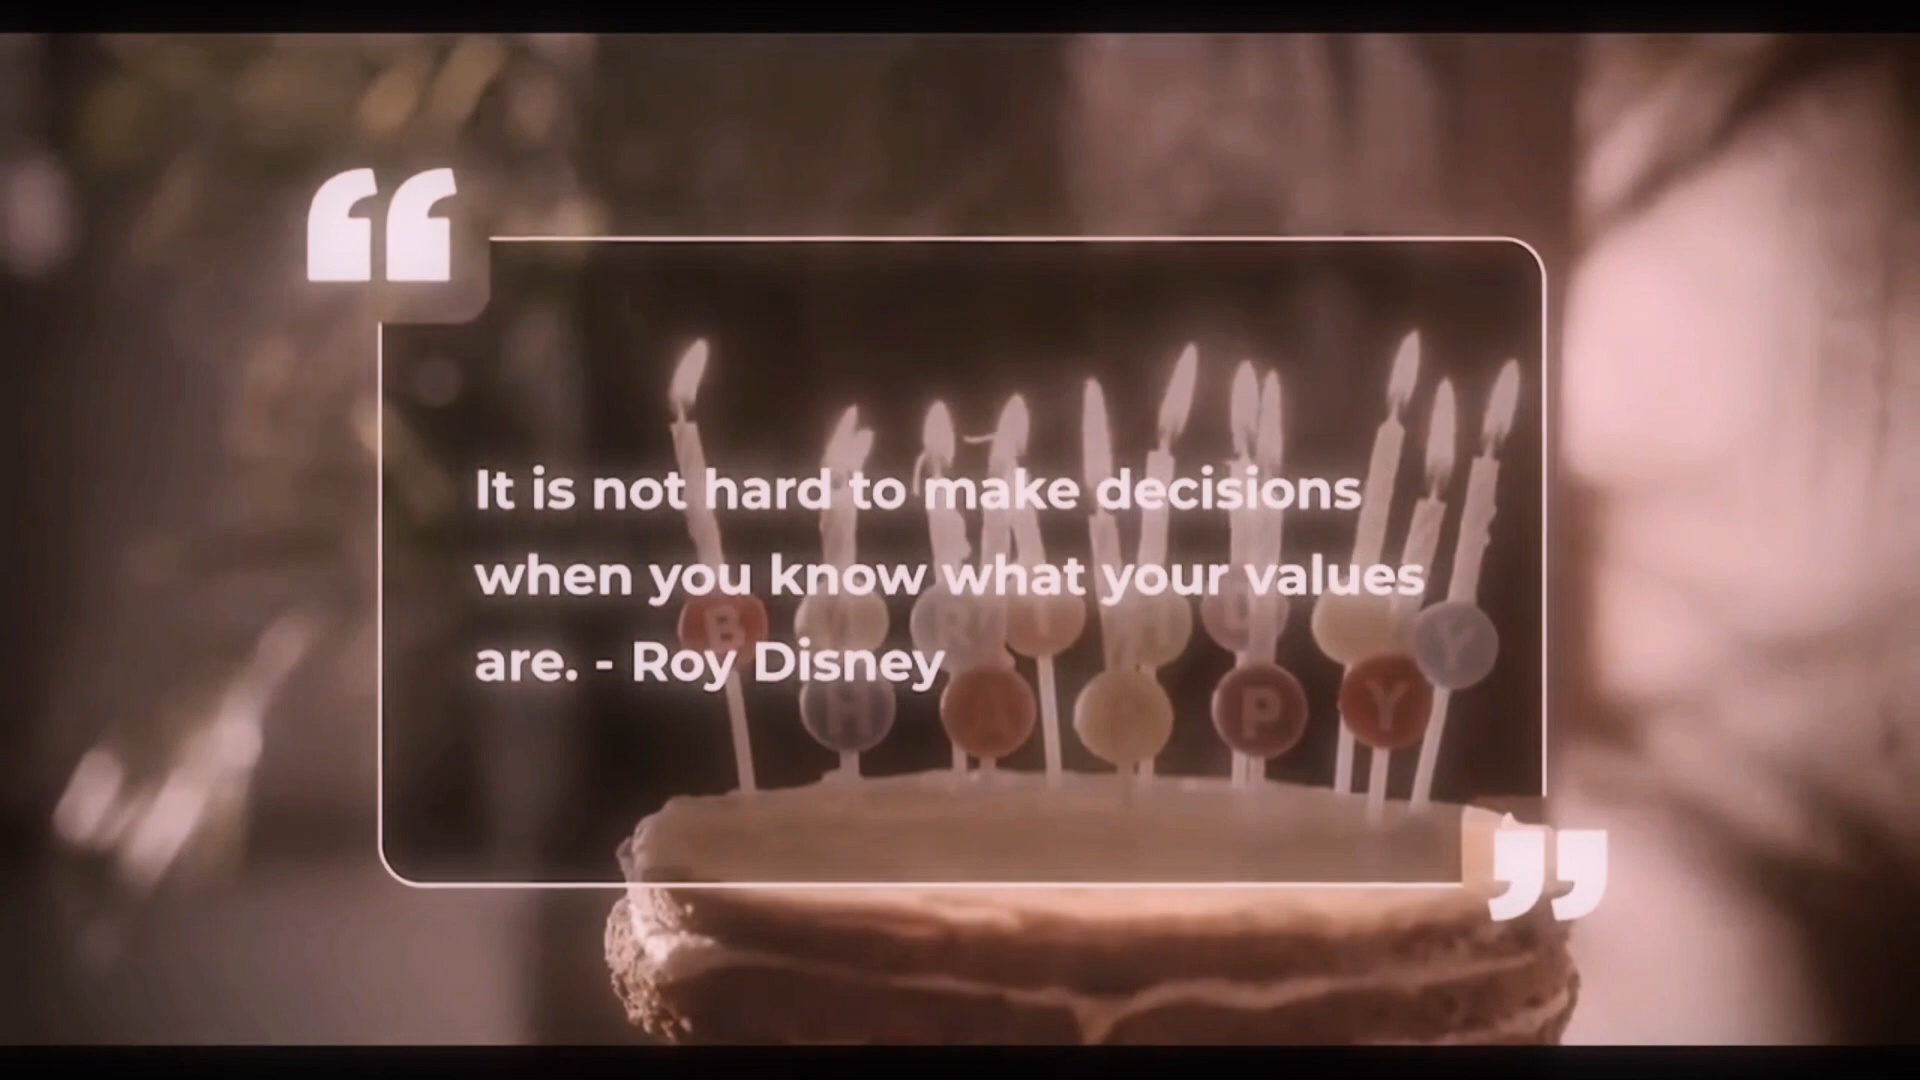 It is not hard to make decisions
when you know what your values
are. - Roy Disney
B
H A P P Y
Y